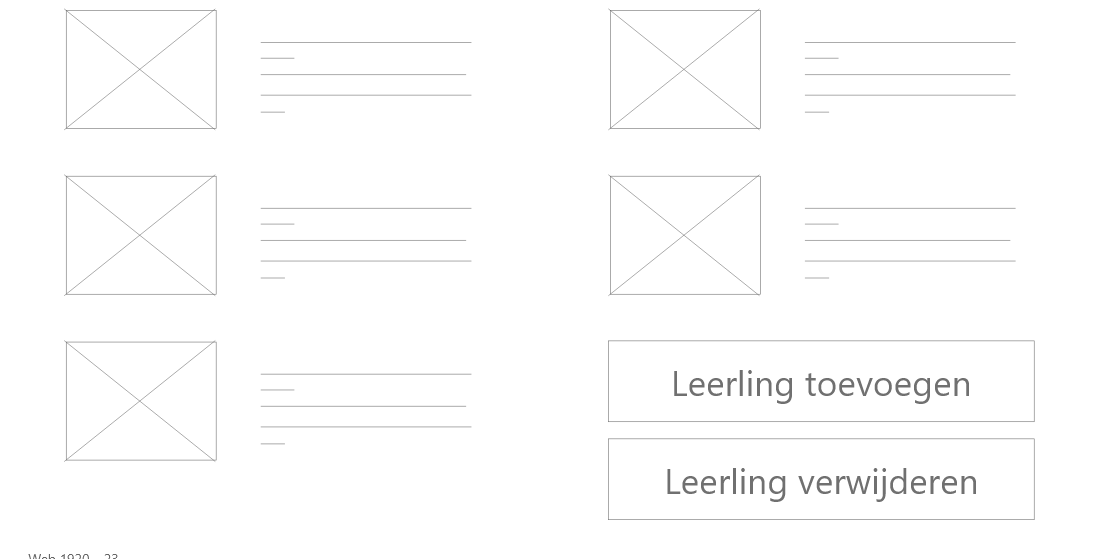 Leerling toevoegen
Leerling verwijderen
Web 1920 – 23